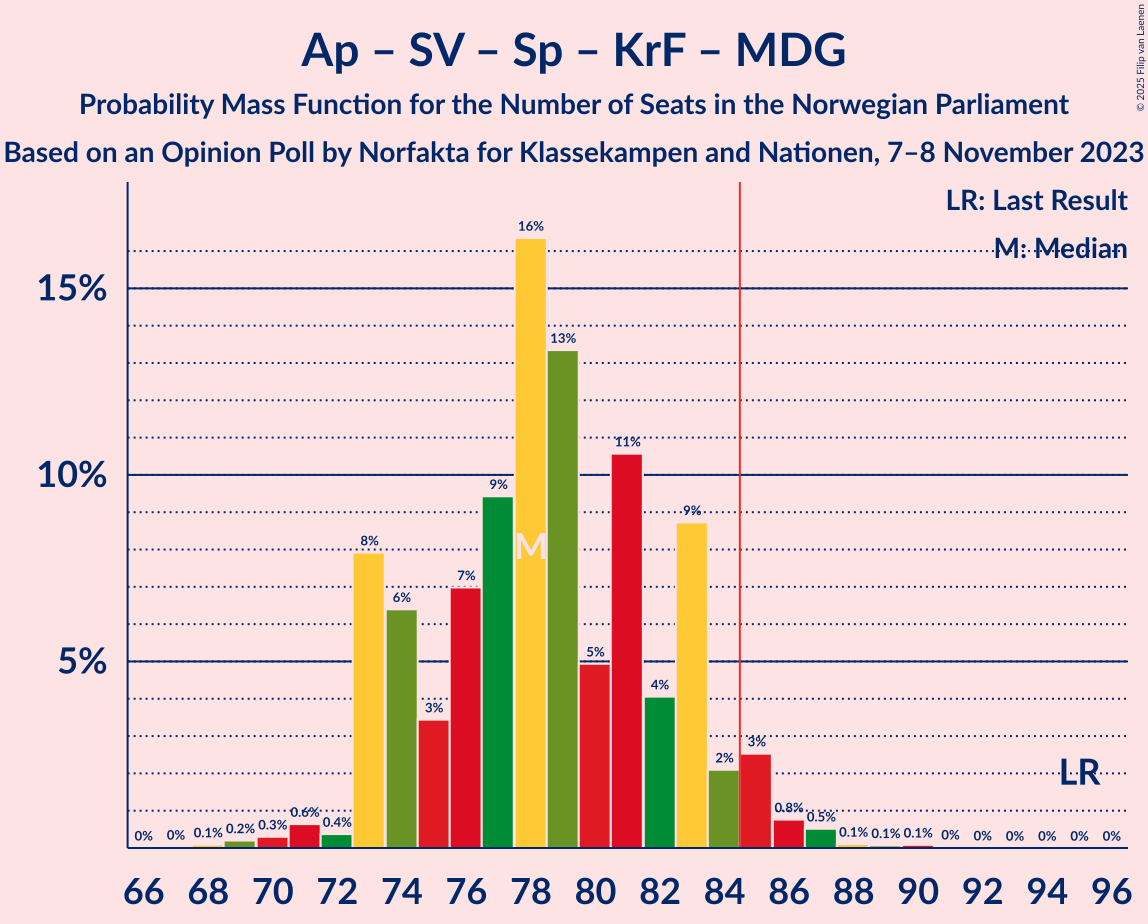 Ap – SV – Sp – KrF – MDG
Probability Mass Function for the Number of Seats in the Norwegian Parliament
Based on an Opinion Poll by Norfakta for Klassekampen and Nationen, 7–8 November 2023
© 2025 Filip van Laenen
LR: Last Result
M: Median
15%
10%
5%
0% 0% 0.1% 0.2% 0.3% 0.6% 0.4% 8% 6% 3% 7% 9% 16% 13% 5% 11% 4% 9% 2% 3% 0.8% 0.5% 0.1% 0.1% 0.1% 0% 0% 0% 0% 0% 0%
M
LR
66 68 70 72 74 76 78 80 82 84 86 88 90 92 94 96